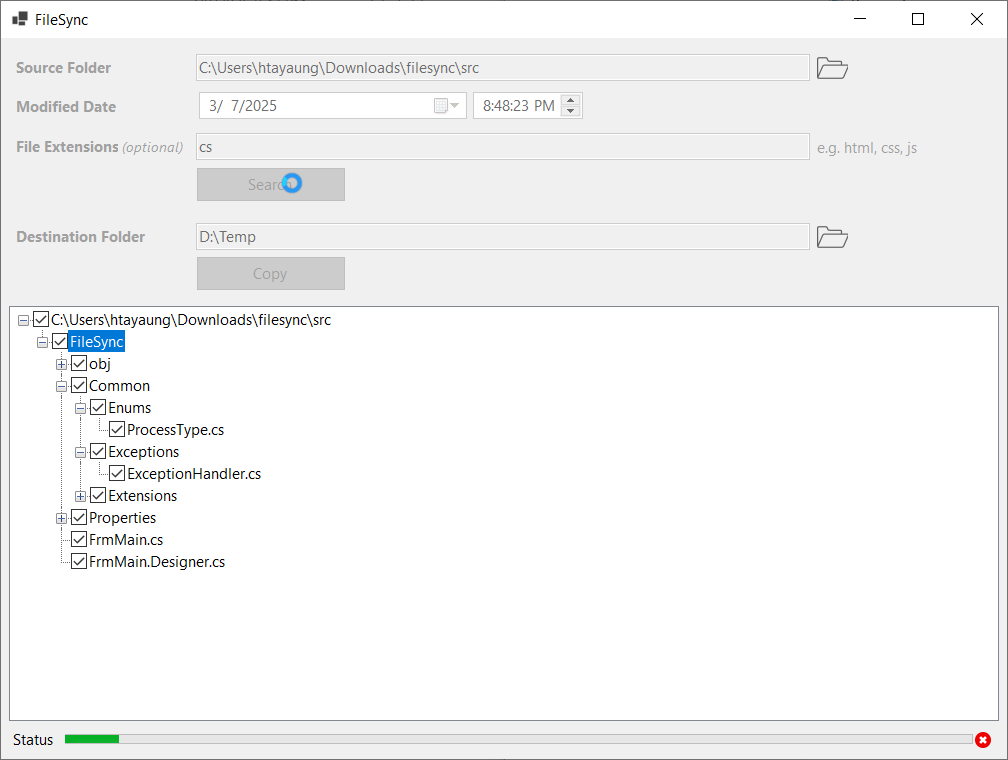 FileSync
Source Folder C:\Users\htayaung\Downloads\filesync\src
Modified Date 3/ 7/2025 8:48:23 PM
File Extensions (optional) cs e.g. html, css, js
Search
Destination Folder D:\Temp
Copy
C:\Users\htayaung\Downloads\filesync\src
FileSync
obj
Common
Enums
ProcessType.cs
Exceptions
ExceptionHandler.cs
Extensions
Properties
FrmMain.cs
FrmMain.Designer.cs
Status